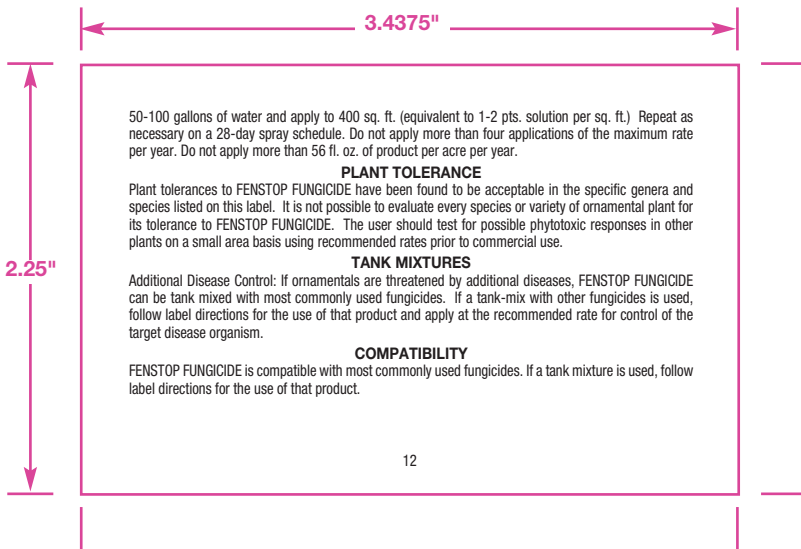 3.4375"
50-100 gallons of water and apply to 400 sq. ft. (equivalent to 1-2 pts. solution per sq. ft.) Repeat as
necessary on a 28-day spray schedule. Do not apply more than four applications of the maximum rate
per year. Do not apply more than 56 fl. oz. of product per acre per year.
PLANT TOLERANCE
Plant tolerances to FENSTOP FUNGICIDE have been found to be acceptable in the specific genera and
species listed on this label. It is not possible to evaluate every species or variety of ornamental plant for
its tolerance to FENSTOP FUNGICIDE. The user should test for possible phytotoxic responses in other
plants on a small area basis using recommended rates prior to commercial use.
2.25"
TANK MIXTURES
Additional Disease Control: If ornamentals are threatened by additional diseases, FENSTOP FUNGICIDE
can be tank mixed with most commonly used fungicides. If a tank-mix with other fungicides is used,
follow label directions for the use of that product and apply at the recommended rate for control of the
target disease organism.
COMPATIBILITY
FENSTOP FUNGICIDE is compatible with most commonly used fungicides. If a tank mixture is used, follow
label directions for the use of that product.
12